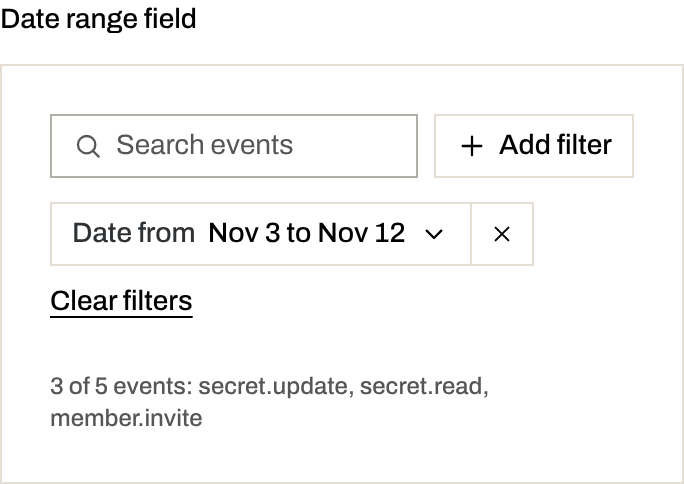 Date range field
Search events
Add filter
Date from Nov 3 to Nov 12
Clear filters
3 of 5 events: secret.update, secret.read,
member.invite